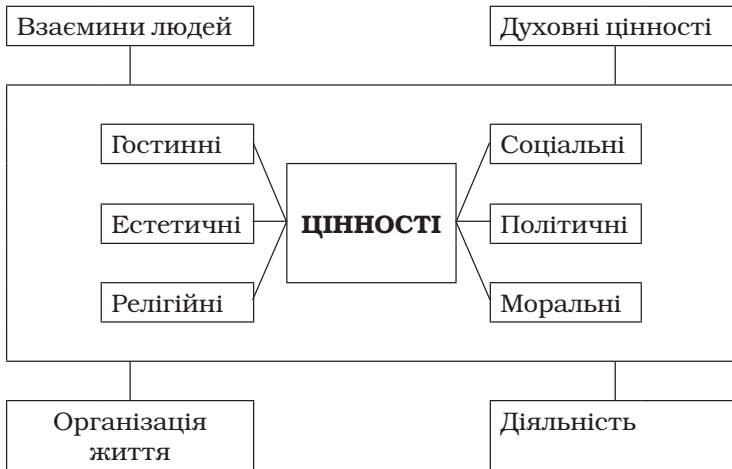 Взаємини людей
Духовні цінності
Гостинні
Соціальні
Естетичні
ЦІННОСТІ
Політичні
Релігійні
Моральні
Організація
життя
Діяльність